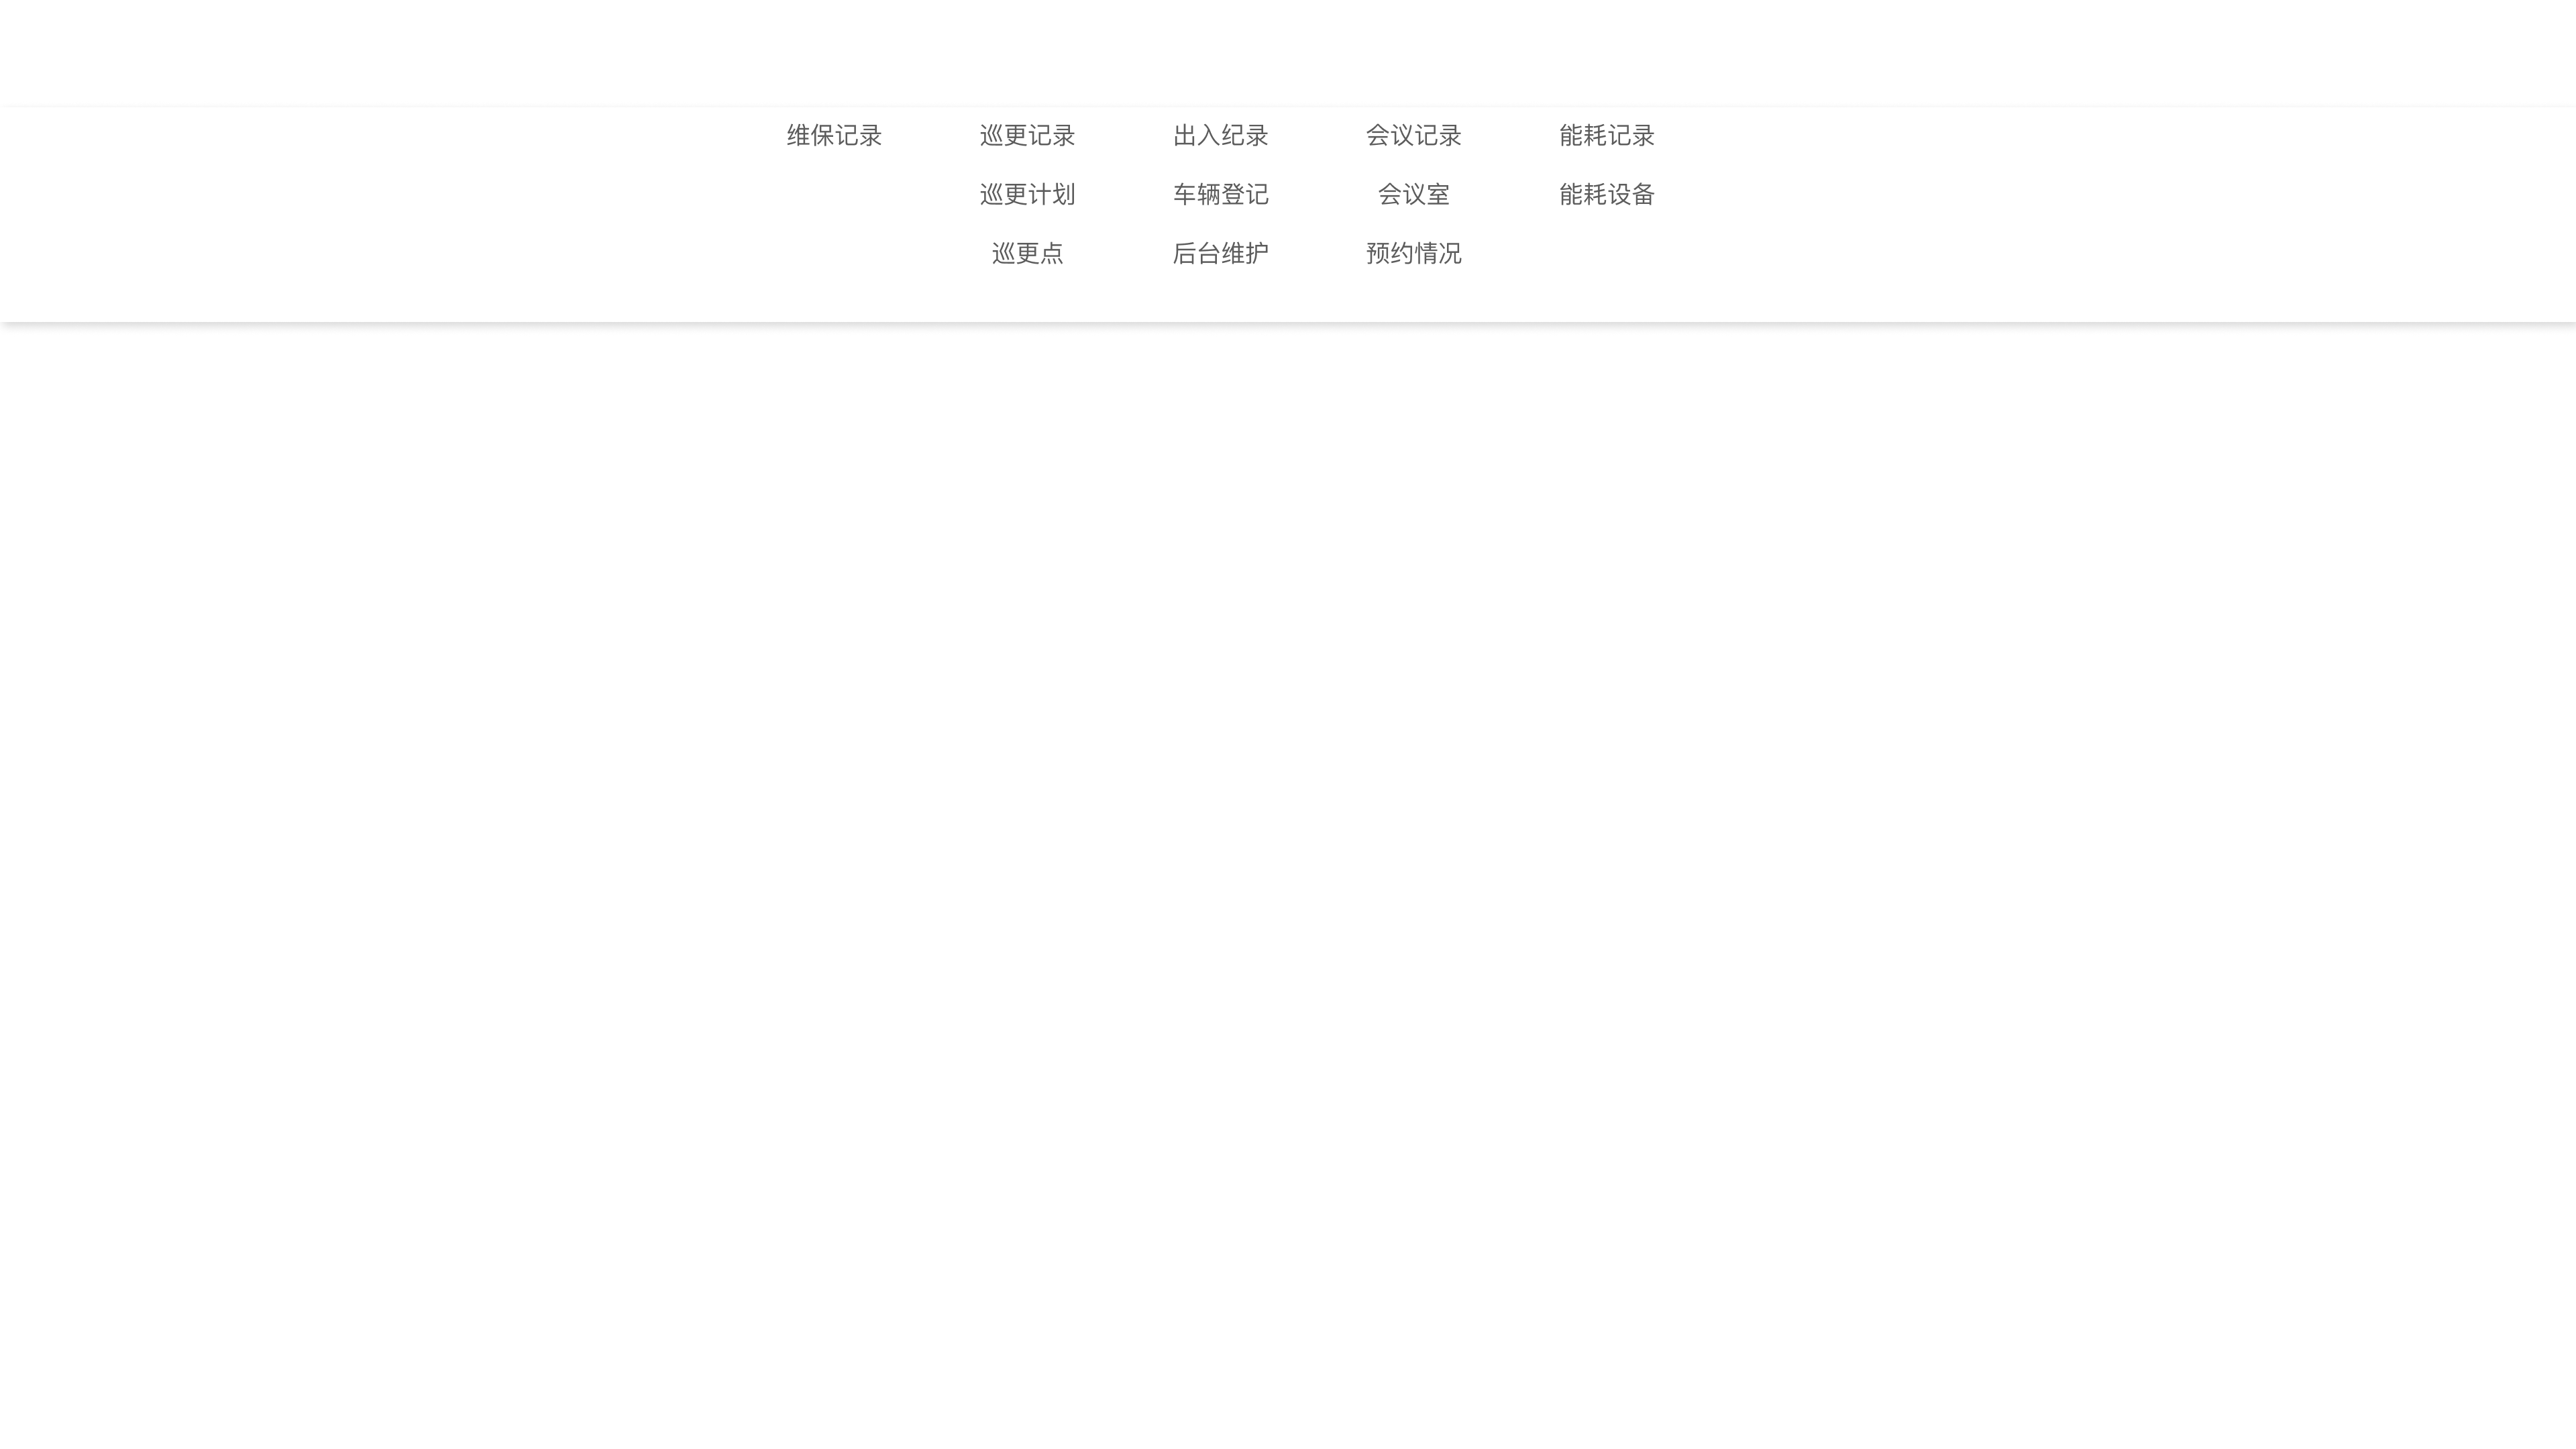 维保记录 巡更记录 出入纪录 会议记录 能耗记录
巡更计划 车辆登记 会议室 能耗设备
巡更点 后台维护 预约情况